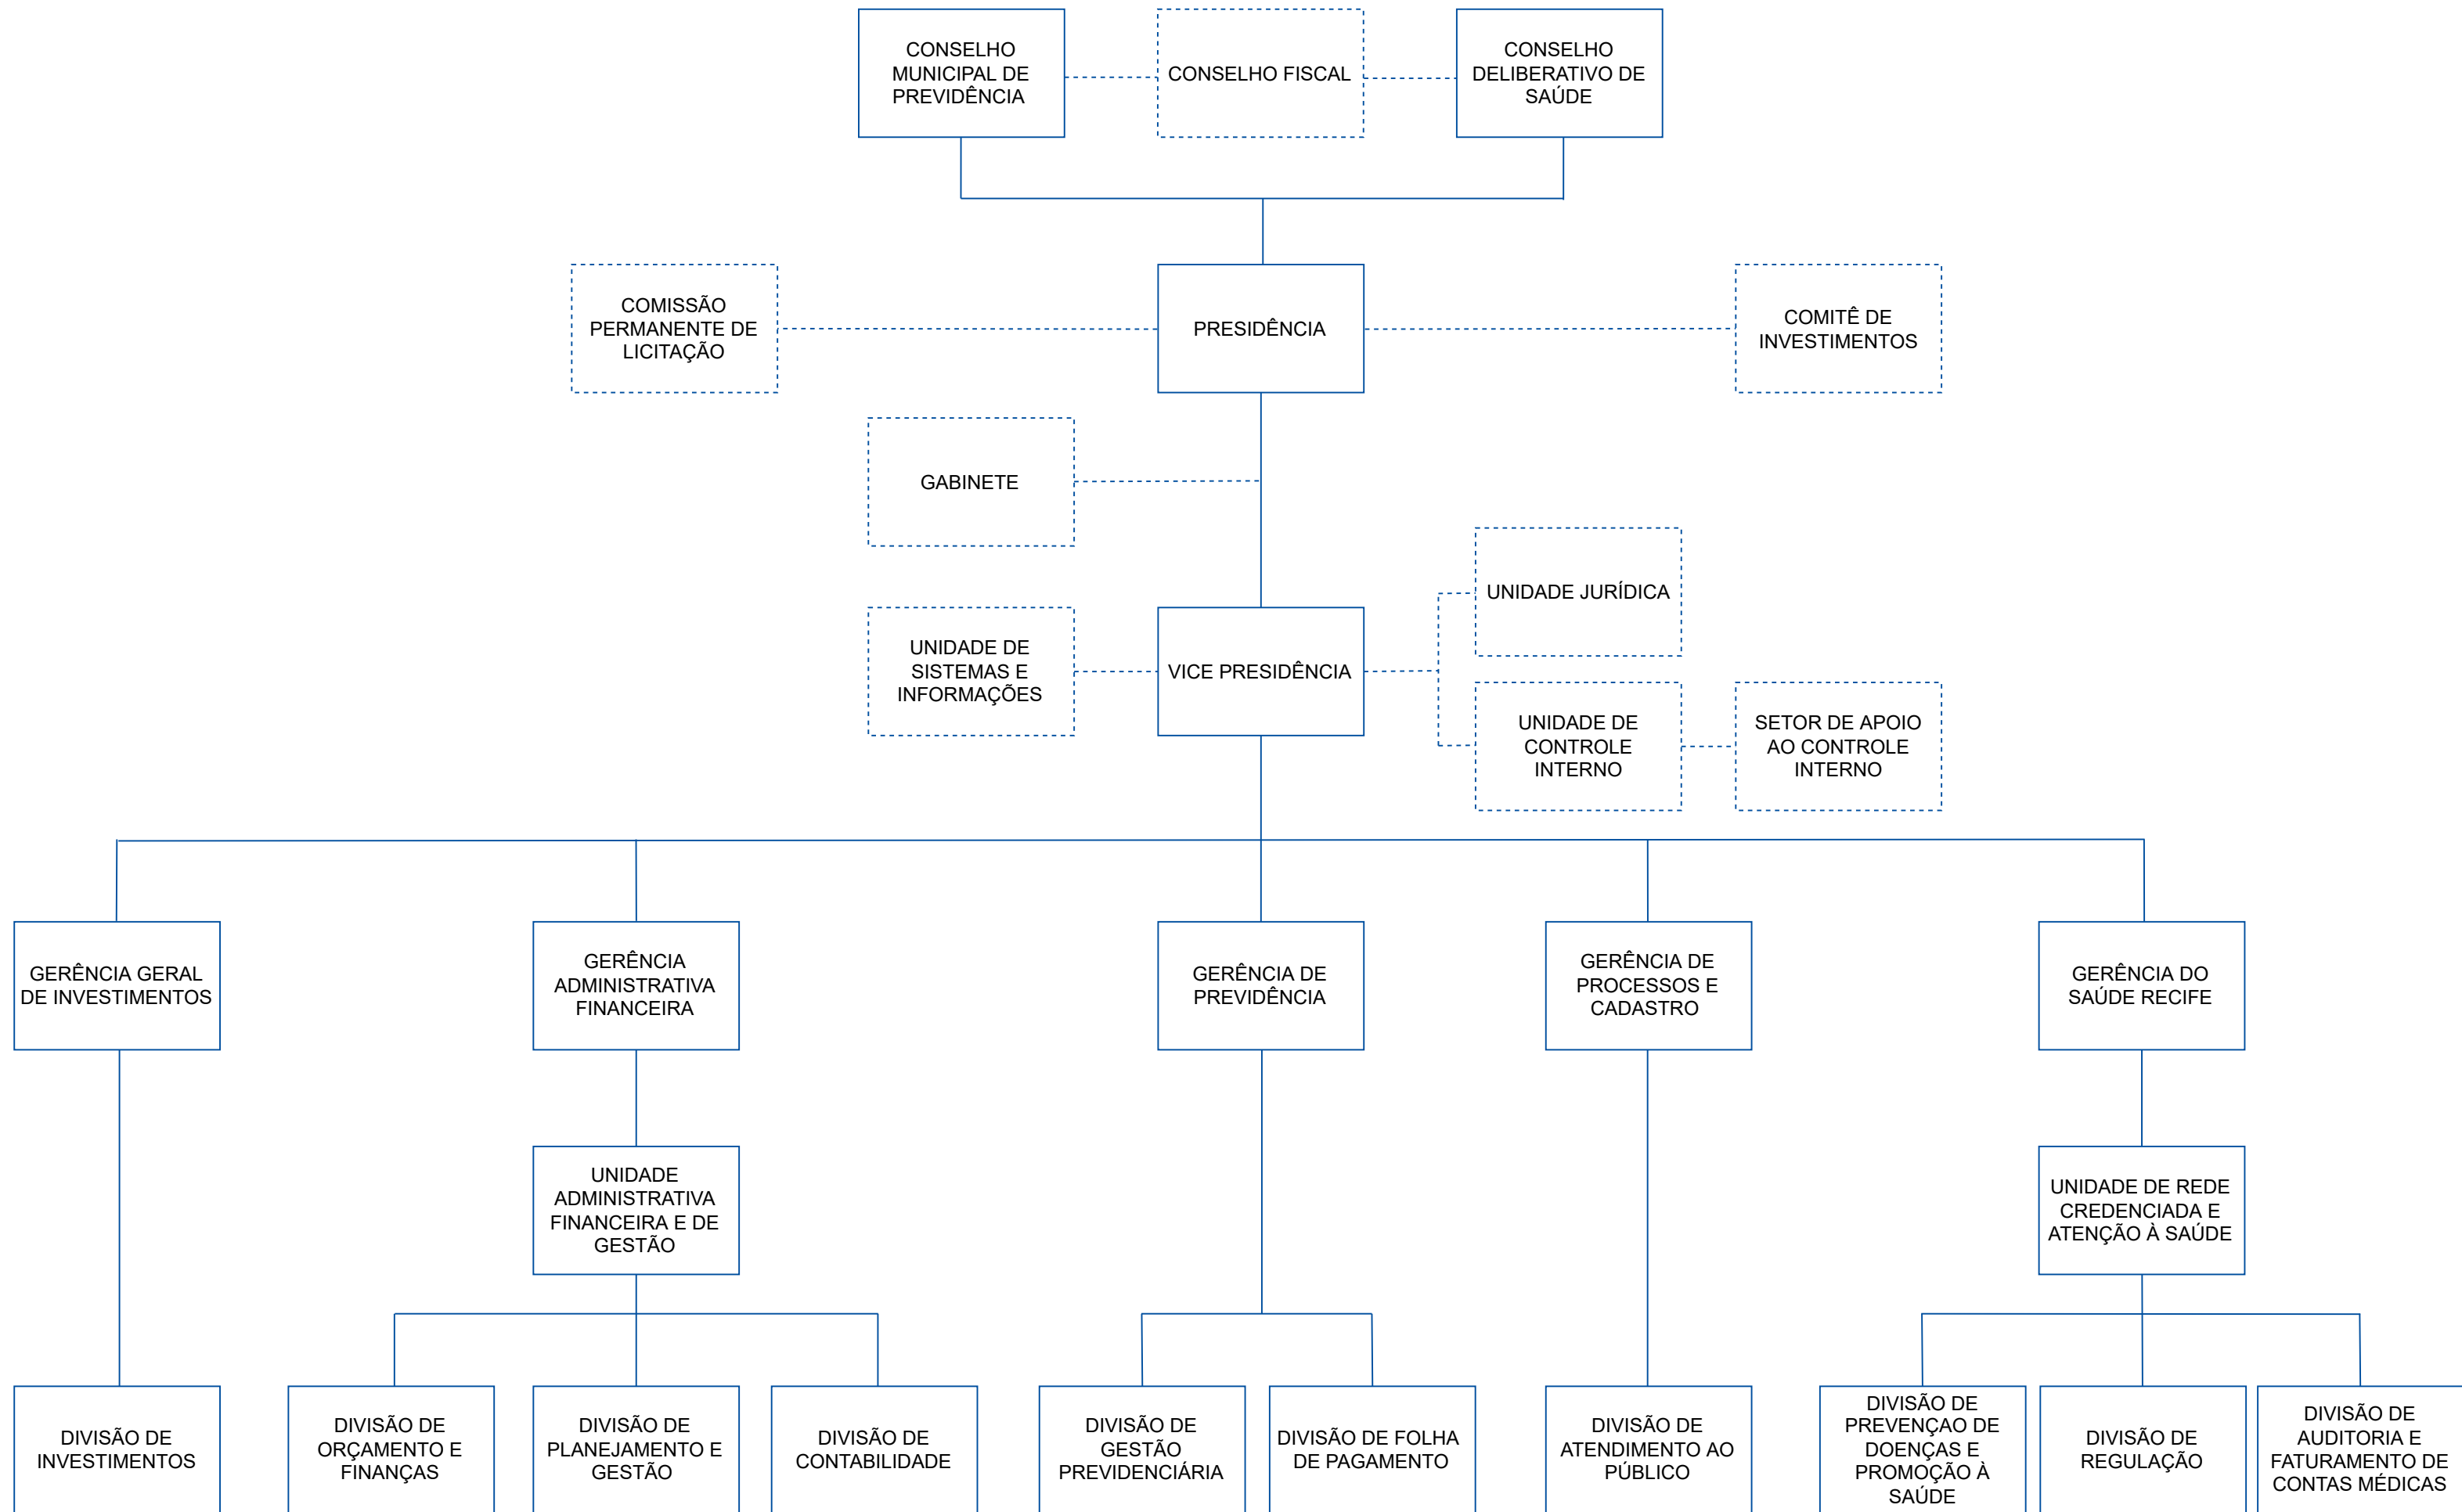 CONSELHO
MUNICIPAL DE
PREVIDÊNCIA
CONSELHO FISCAL
CONSELHO
DELIBERATIVO DE
SAÚDE
COMISSÃO
PERMANENTE DE
LICITAÇÃO
PRESIDÊNCIA
COMITÊ DE
INVESTIMENTOS
GABINETE
UNIDADE JURÍDICA
UNIDADE DE
SISTEMAS E
INFORMAÇÕES
VICE PRESIDÊNCIA
UNIDADE DE
CONTROLE
INTERNO
SETOR DE APOIO
AO CONTROLE
INTERNO
GERÊNCIA GERAL
DE INVESTIMENTOS
GERÊNCIA
ADMINISTRATIVA
FINANCEIRA
GERÊNCIA DE
PREVIDÊNCIA
GERÊNCIA DE
PROCESSOS E
CADASTRO
GERÊNCIA DO
SAÚDE RECIFE
UNIDADE
ADMINISTRATIVA
FINANCEIRA E DE
GESTÃO
UNIDADE DE REDE
CREDENCIADA E
ATENÇÃO À SAÚDE
DIVISÃO DE
INVESTIMENTOS
DIVISÃO DE
ORÇAMENTO E
FINANÇAS
DIVISÃO DE
PLANEJAMENTO E
GESTÃO
DIVISÃO DE
CONTABILIDADE
DIVISÃO DE
GESTÃO
PREVIDENCIÁRIA
DIVISÃO DE FOLHA
DE PAGAMENTO
DIVISÃO DE
ATENDIMENTO AO
PÚBLICO
DIVISÃO DE
PREVENÇAO DE
DOENÇAS E
PROMOÇÃO À
SAÚDE
DIVISÃO DE
REGULAÇÃO
DIVISÃO DE
AUDITORIA E
FATURAMENTO DE
CONTAS MÉDICAS